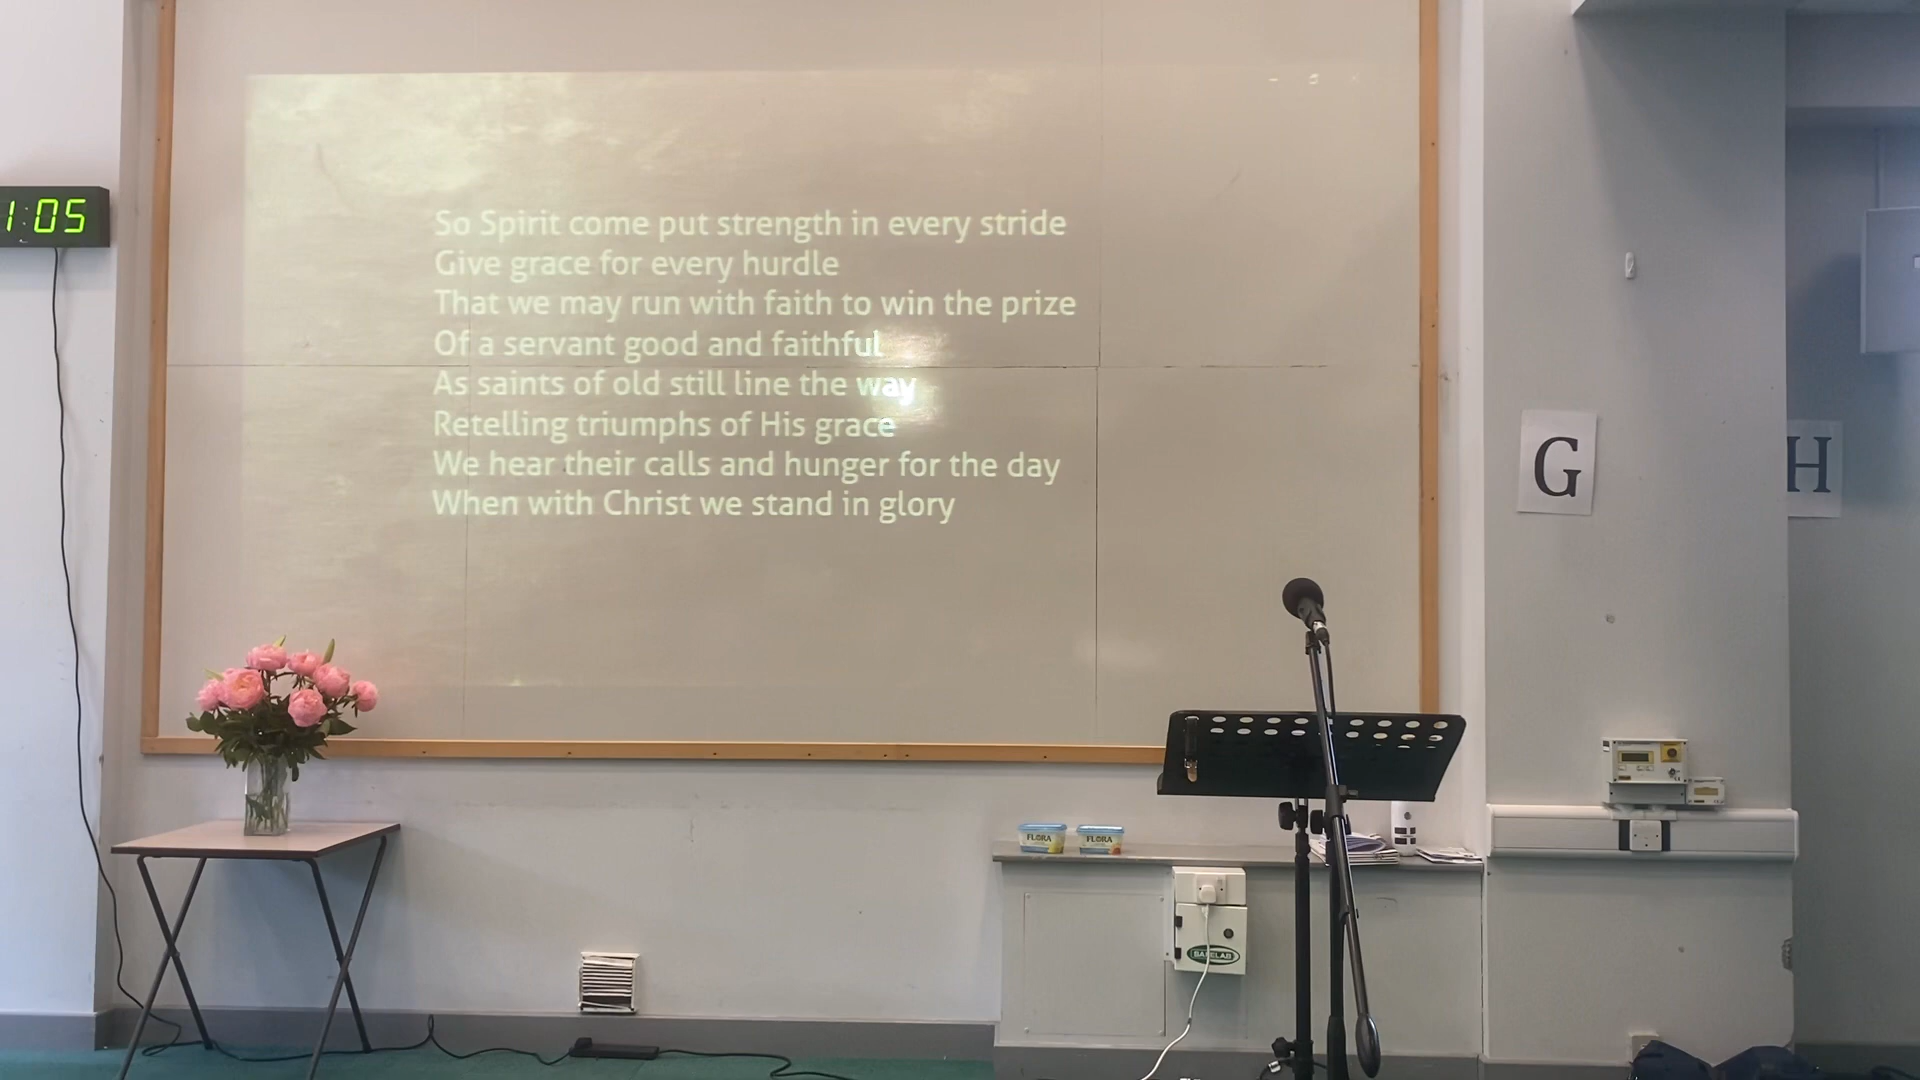 1:05
So Spirit come put strength in every stride
Give grace for every hurdle
That we may run with faith to win the prize
Of a servant good and faithful
As saints of old still line the way
Retelling triumphs of His grace
We hear their calls and hunger for the day
When with Christ we stand in glory
G
H
FLORA
FLORA
SAFELAB